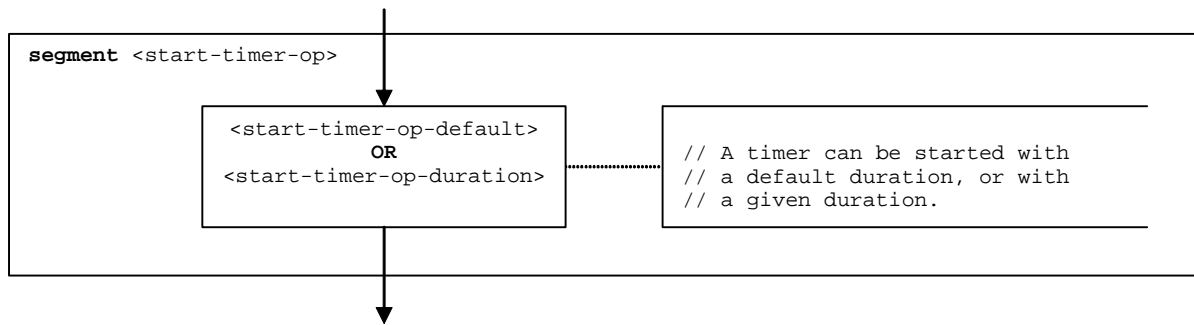 segment <start-timer-op>
<start-timer-op-default>
OR
<start-timer-op-duration>
// A timer can be started with
// a default duration, or with
// a given duration.